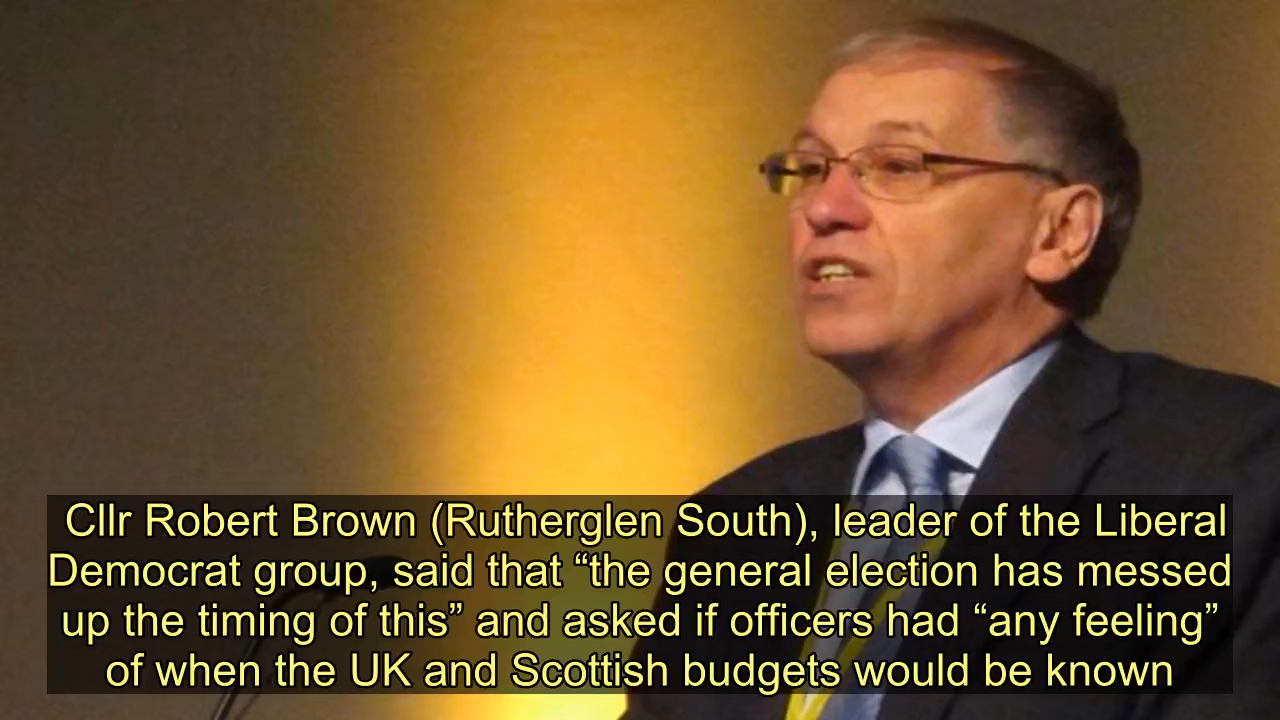 Cllr Robert Brown (Rutherglen South), leader of the Liberal
Democrat group, said that “the general election has messed
up the timing of this” and asked if officers had “any feeling”
of when the UK and Scottish budgets would be known